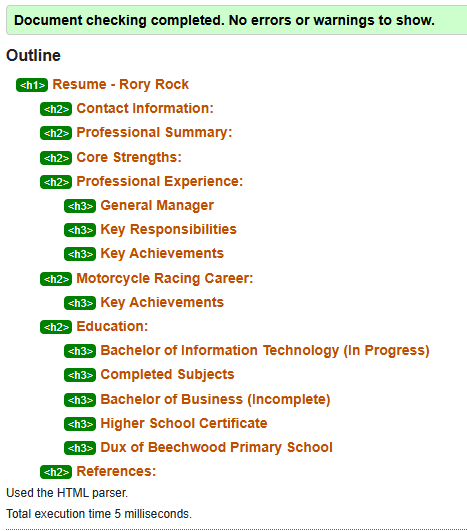 Document checking completed. No errors or warnings to show.
Outline
<h1> Resume - Rory Rock
<h2> Contact Information:
<h2> Professional Summary:
<h2> Core Strengths:
<h2> Professional Experience:
<h3> General Manager
<h3> Key Responsibilities
<h3> Key Achievements
<h2> Motorcycle Racing Career:
<h3> Key Achievements
<h2> Education:
<h3> Bachelor of Information Technology (In Progress)
<h3> Completed Subjects
<h3> Bachelor of Business (Incomplete)
<h3> Higher School Certificate
<h3> Dux of Beechwood Primary School
<h2> References:
Used the HTML parser.
Total execution time 5 milliseconds.